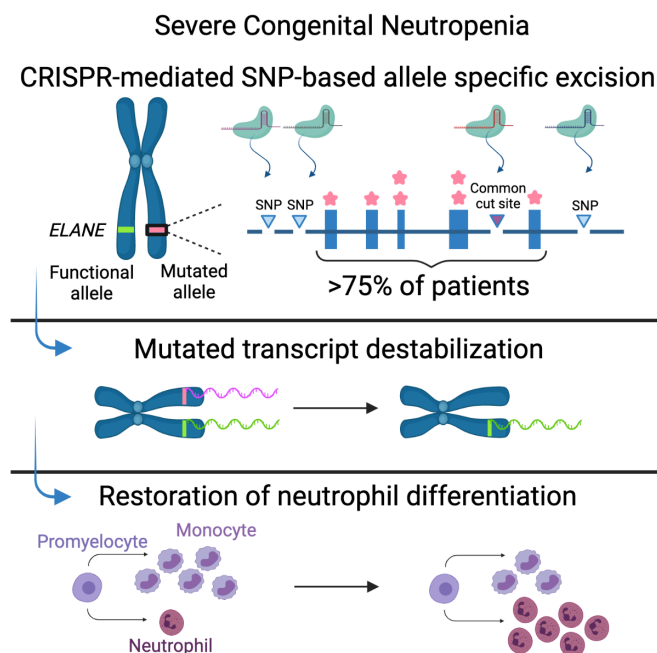 Severe Congenital Neutropenia
CRISPR-mediated SNP-based allele specific excision
SNP
SNP
Common
cut site
SNP
ELANE
Functional
allele
Mutated
allele
>75% of patients
Mutated transcript destabilization
Restoration of neutrophil differentiation
Promyelocyte
Monocyte
Neutrophil